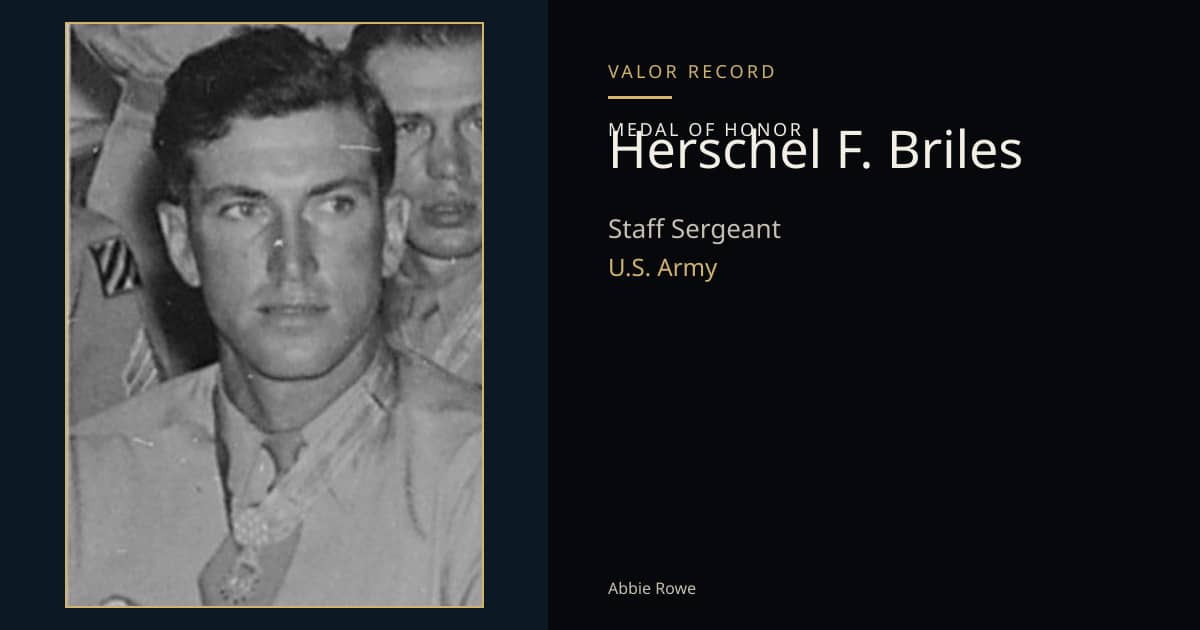 VALOR RECORD
MEDAL OF HONOR
Herschel F. Briles
Staff Sergeant
U.S. Army
Abbie Rowe